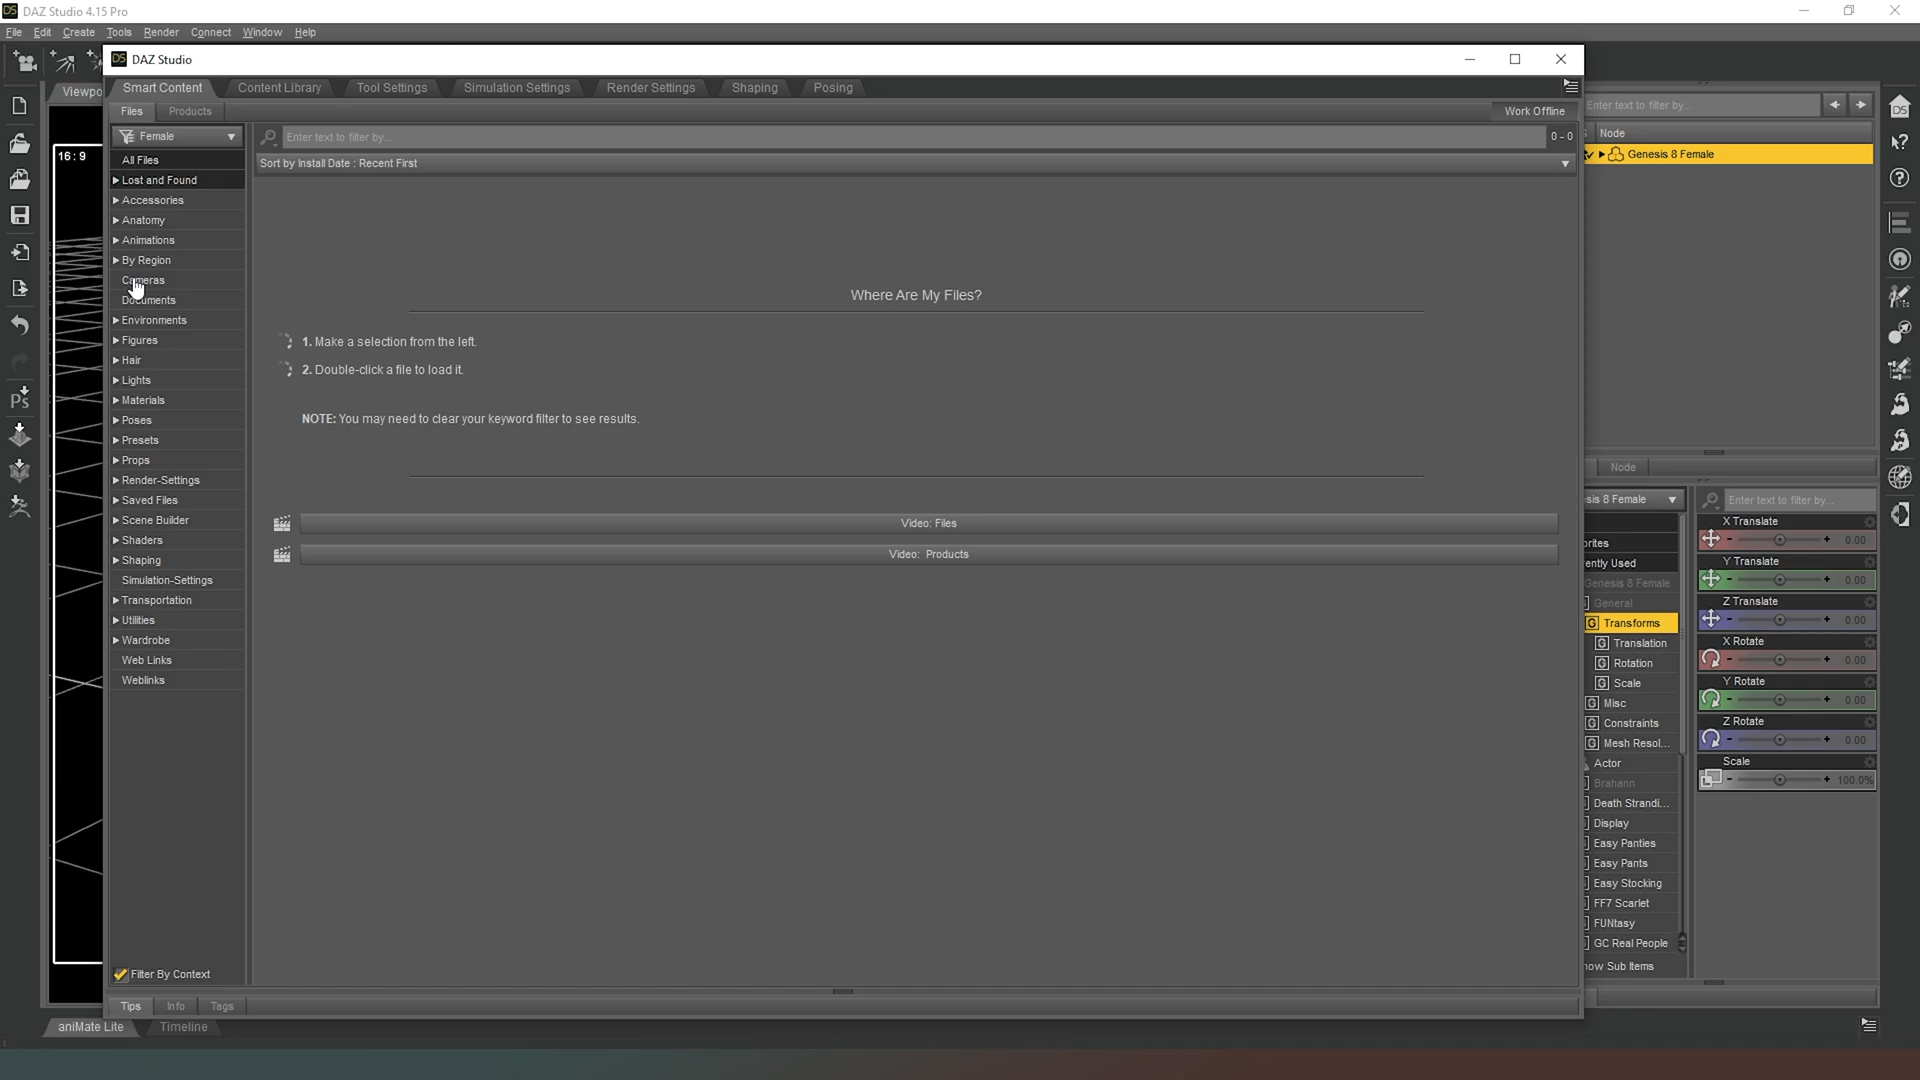 DAZ Studio 4.15 Pro
File Edit Create Tools Render Connect Window Help
DAZ Studio
Viewpo
Smart Content Content Library Tool Settings Simulation Settings Render Settings Shaping Posing
Files Products
Work Offline
Female
Enter text to filter by...
0 - 0
Sort by Install Date : Recent First
16 : 9
All Files
Lost and Found
Accessories
Anatomy
Animations
By Region
Cameras
Documents
Environments
Figures
Hair
Lights
Materials
Poses
Presets
Props
Render-Settings
Saved Files
Scene Builder
Shaders
Shaping
Simulation-Settings
Transportation
Utilities
Wardrobe
Web Links
Weblinks
Filter By Context
Where Are My Files?
1. Make a selection from the left.
2. Double-click a file to load it.
NOTE: You may need to clear your keyword filter to see results.
Video: Files
Video: Products
Tips Info Tags
aniMate Lite Timeline
Enter text to filter by...
Node
Genesis 8 Female
Node
esis 8 Female
Enter text to filter by...
orites
ently Used
Genesis 8 Female
General
Transforms
Translation
Rotation
Scale
Misc
Constraints
Mesh Resol...
Actor
Brahann
Death Strandi...
Display
Easy Panties
Easy Pants
Easy Stocking
FF7 Scarlet
FUNtasy
GC Real People
how Sub Items
X Translate
0.00
Y Translate
0.00
Z Translate
0.00
X Rotate
0.00
Y Rotate
0.00
Z Rotate
0.00
Scale
100.0%